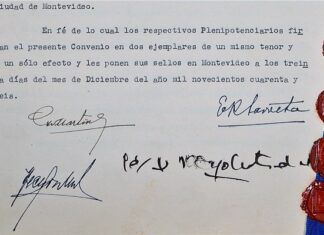 ciudad de Montevideo.
En fé de lo cual los respectivos Plenipotenciarios fir
an el presente Convenio en dos ejemplares de un mismo tenor y
un sólo efecto y les ponen sus sellos en Montevideo a los trein
a días del mes de Diciembre del año mil novecientos cuarenta y
eis.